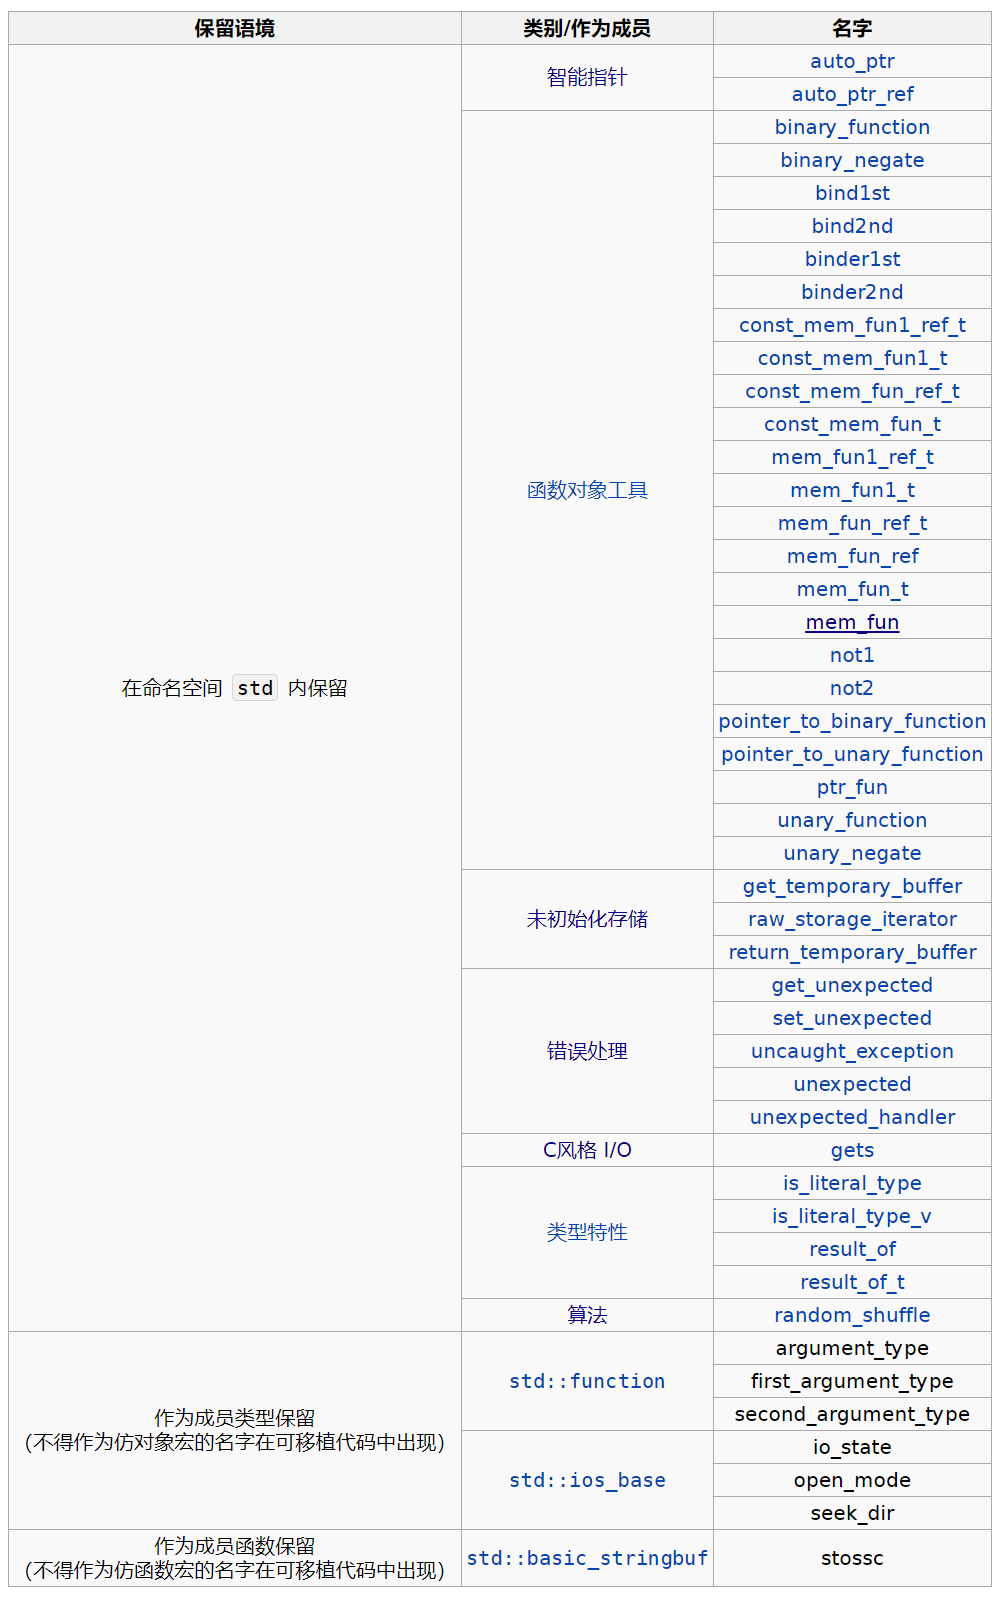 保留语境 类别/作为成员 名字
在命名空间 std 内保留
智能指针
auto_ptr
auto_ptr_ref
函数对象工具
binary_function
binary_negate
bind1st
bind2nd
binder1st
binder2nd
const_mem_fun1_ref_t
const_mem_fun1_t
const_mem_fun_ref_t
const_mem_fun_t
mem_fun1_ref_t
mem_fun1_t
mem_fun_ref_t
mem_fun_ref
mem_fun_t
mem_fun
not1
not2
pointer_to_binary_function
pointer_to_unary_function
ptr_fun
unary_function
unary_negate
未初始化存储
get_temporary_buffer
raw_storage_iterator
return_temporary_buffer
错误处理
get_unexpected
set_unexpected
uncaught_exception
unexpected
unexpected_handler
C风格 I/O
gets
类型特性
is_literal_type
is_literal_type_v
result_of
result_of_t
算法
random_shuffle
作为成员类型保留
（不得作为仿对象宏的名字在可移植代码中出现）
std::function
argument_type
first_argument_type
second_argument_type
std::ios_base
io_state
open_mode
seek_dir
作为成员函数保留
（不得作为仿函数宏的名字在可移植代码中出现）
std::basic_stringbuf
stossc